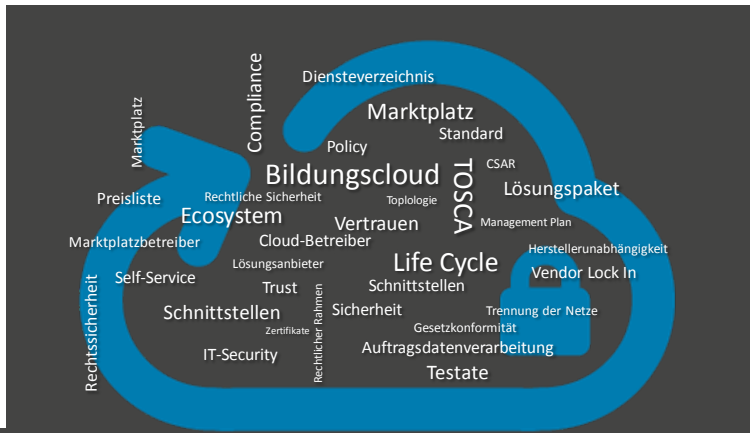 Compliance
Diensteverzeichnis
Marktplatz
Marktplatz
Standard
Policy
Bildungscloud
TOSCA
CSAR
Lösungspaket
Preisliste
Rechtliche Sicherheit
Toplologie
Ecosystem
Vertrauen
Management Plan
Marktplatzbetreiber
Cloud-Betreiber
Herstellerunabhängigkeit
Lösungsanbieter
Life Cycle
Vendor Lock In
Self-Service
Trust
Schnittstellen
Rechtssicherheit
Schnittstellen
Rechtlicher Rahmen
Sicherheit
Trennung der Netze
Zertifikate
Gesetzkonformität
IT-Security
Auftragsdatenverarbeitung
Testate